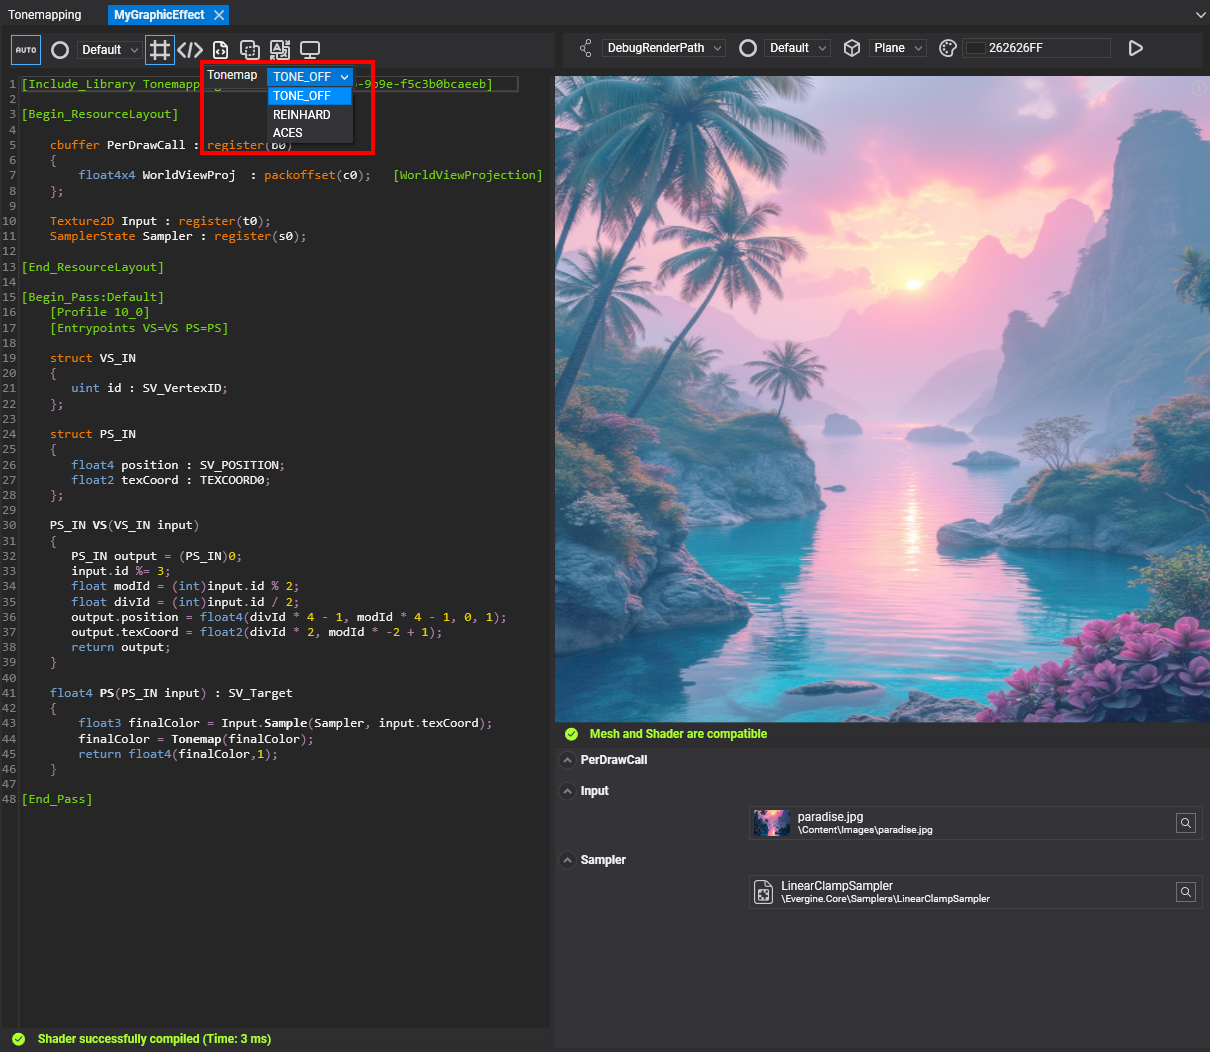 Tonemapping
MyGraphicEffect
AUTO
Default
DebugRenderPath
Default
Plane
262626FF
Tonemap
TONE_OFF
TONE_OFF
REINHARD
ACES
1 [Include_Library Tonemapp -9b9e-f5c3b0bcaeeb]
2
3 [Begin_ResourceLayout]
4
5 cbuffer PerDrawCall : register(b0)
6 {
7 float4x4 WorldViewProj : packoffset(c0); [WorldViewProjection]
8 };
9
10 Texture2D Input : register(t0);
11 SamplerState Sampler : register(s0);
12
13 [End_ResourceLayout]
14
15 [Begin_Pass:Default]
16 [Profile 10_0]
17 [Entrypoints VS=VS PS=PS]
18
19 struct VS_IN
20 {
21 uint id : SV_VertexID;
22 };
23
24 struct PS_IN
25 {
26 float4 position : SV_POSITION;
27 float2 texCoord : TEXCOORD0;
28 };
29
30 PS_IN VS(VS_IN input)
31 {
32 PS_IN output = (PS_IN)0;
33 input.id %= 3;
34 float modId = (int)input.id % 2;
35 float divId = (int)input.id / 2;
36 output.position = float4(divId * 4 - 1, modId * 4 - 1, 0, 1);
37 output.texCoord = float2(divId * 2, modId * -2 + 1);
38 return output;
39 }
40
41 float4 PS(PS_IN input) : SV_Target
42 {
43 float3 finalColor = Input.Sample(Sampler, input.texCoord);
44 finalColor = Tonemap(finalColor);
45 return float4(finalColor,1);
46 }
47
48 [End_Pass]
Shader successfully compiled (Time: 3 ms)
Mesh and Shader are compatible
PerDrawCall
Input
paradise.jpg
\Content\Images\paradise.jpg
Sampler
LinearClampSampler
\Evergine.Core\Samplers\LinearClampSampler